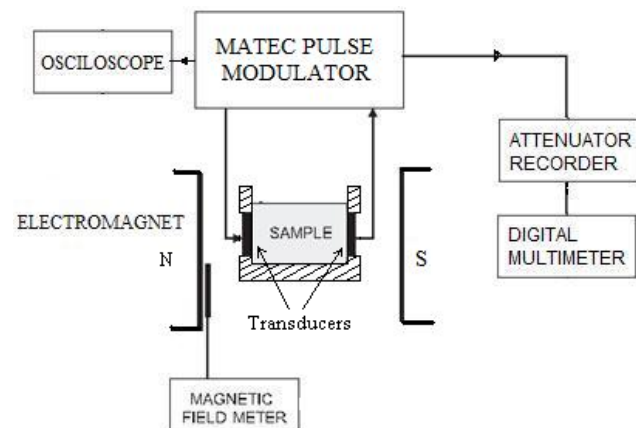 MATEC PULSE
MODULATOR
OSCILOSCOPE
ATTENUATOR
RECORDER
ELECTROMAGNET
N
SAMPLE
S
DIGITAL
MULTIMETER
Transducers
MAGNETIC
FIELD METER